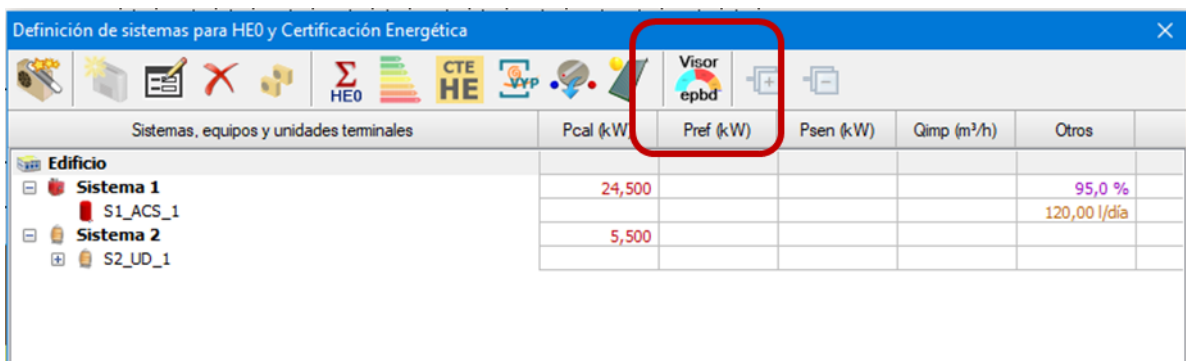 Definición de sistemas para HE0 y Certificación Energética
Σ HE0 CTE HE VYP Visor epbd
Sistemas, equipos y unidades terminales Pcal (kW) Pref (kW) Psen (kW) Qimp (m³/h) Otros
Edificio
Sistema 1 24,500 95,0 %
S1_ACS_1 120,00 l/día
Sistema 2 5,500
S2_UD_1